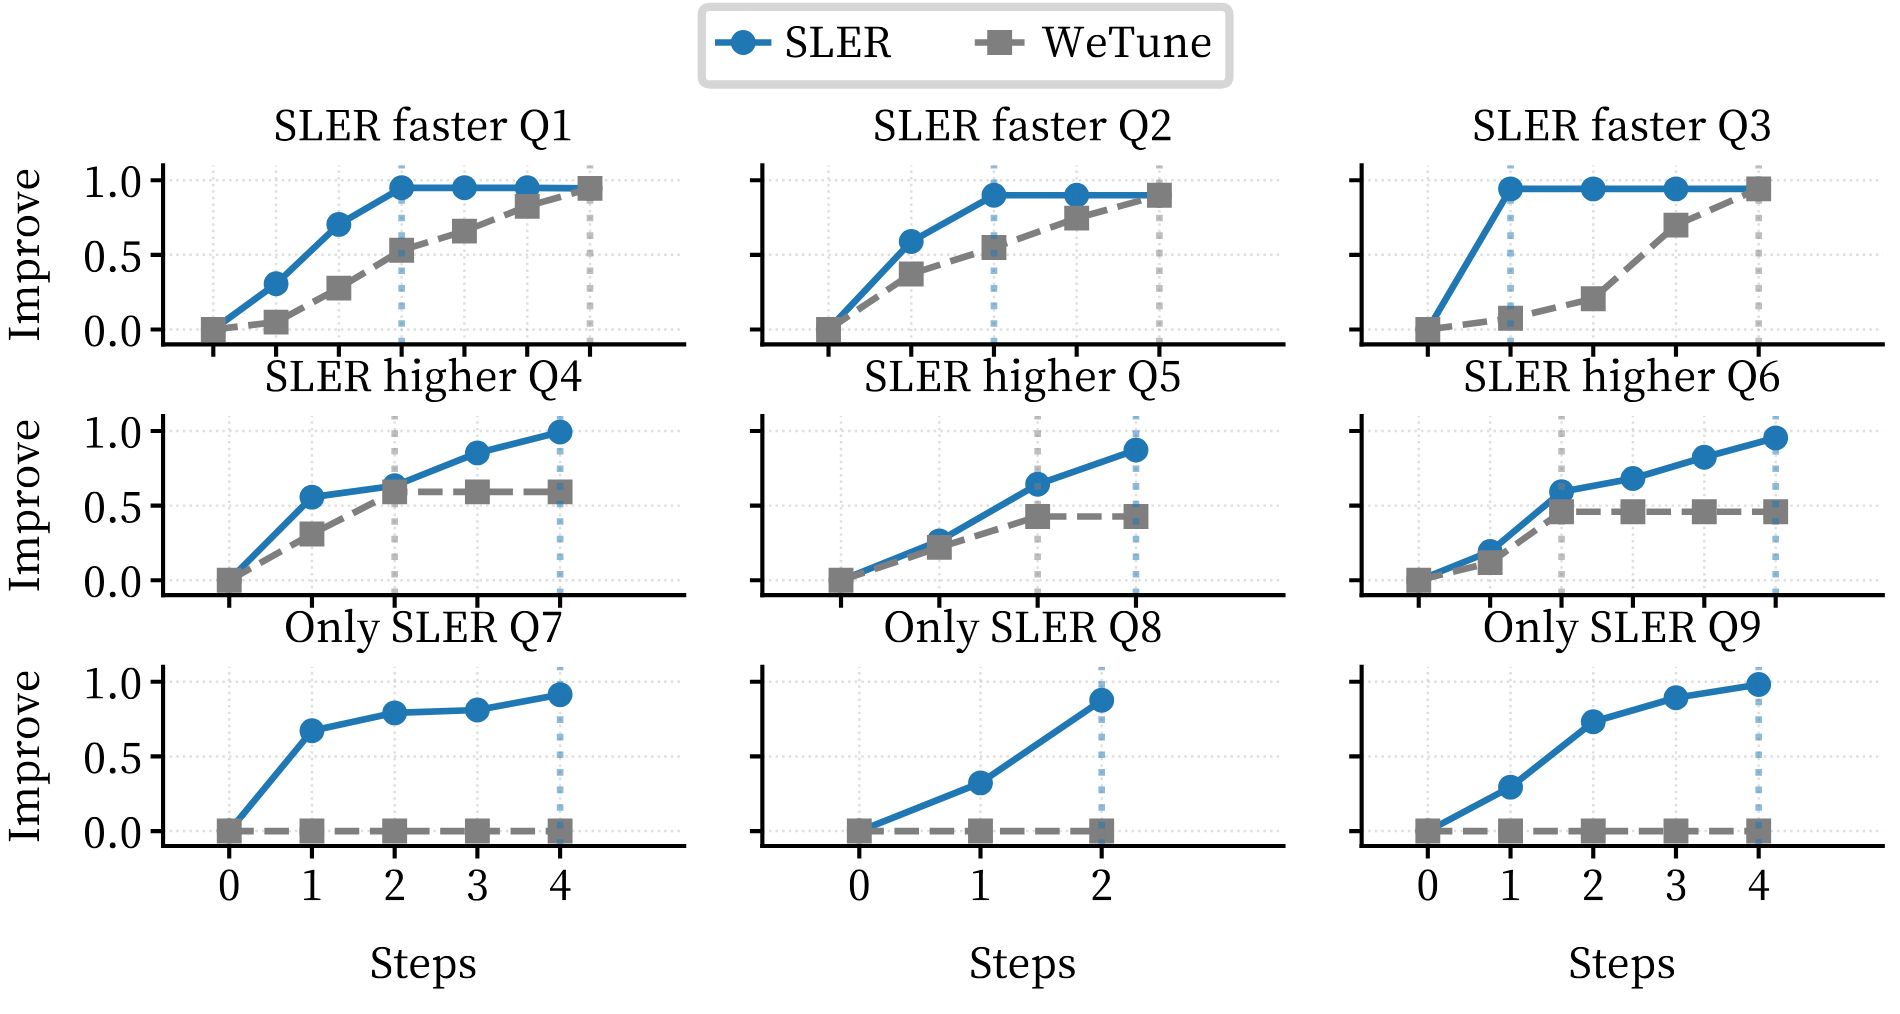 SLER WeTune
SLER faster Q1 SLER faster Q2 SLER faster Q3
Improve
1.0
0.5
0.0
SLER higher Q4 SLER higher Q5 SLER higher Q6
Improve
1.0
0.5
0.0
Only SLER Q7 Only SLER Q8 Only SLER Q9
Improve
1.0
0.5
0.0
0 1 2 3 4 0 1 2 0 1 2 3 4
Steps Steps Steps